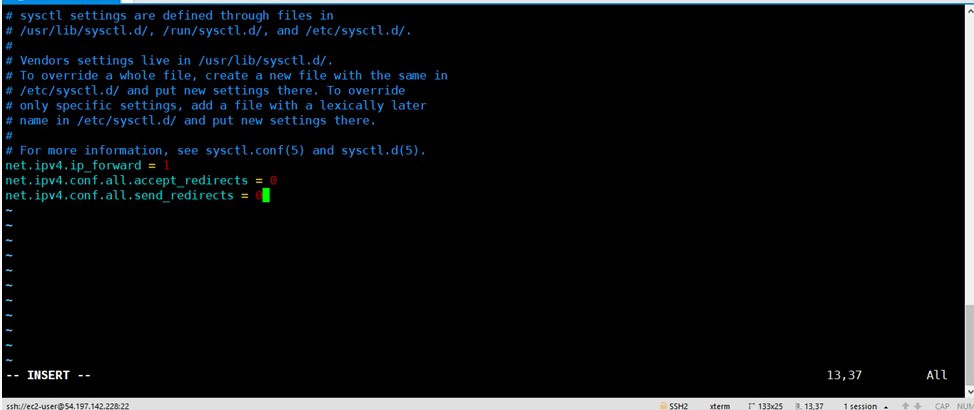 # sysctl settings are defined through files in
# /usr/lib/sysctl.d/, /run/sysctl.d/, and /etc/sysctl.d/.
#
# Vendors settings live in /usr/lib/sysctl.d/.
# To override a whole file, create a new file with the same in
# /etc/sysctl.d/ and put new settings there. To override
# only specific settings, add a file with a lexically later
# name in /etc/sysctl.d/ and put new settings there.
#
# For more information, see sysctl.conf(5) and sysctl.d(5).
net.ipv4.ip_forward = 1
net.ipv4.conf.all.accept_redirects = 0
net.ipv4.conf.all.send_redirects = 0
~
~
~
~
~
~
~
~
~
~
~
-- INSERT -- 13,37 All
ssh://ec2-user@54.197.142.228:22 SSH2 xterm 133x25 13,37 1 session CAP NUM